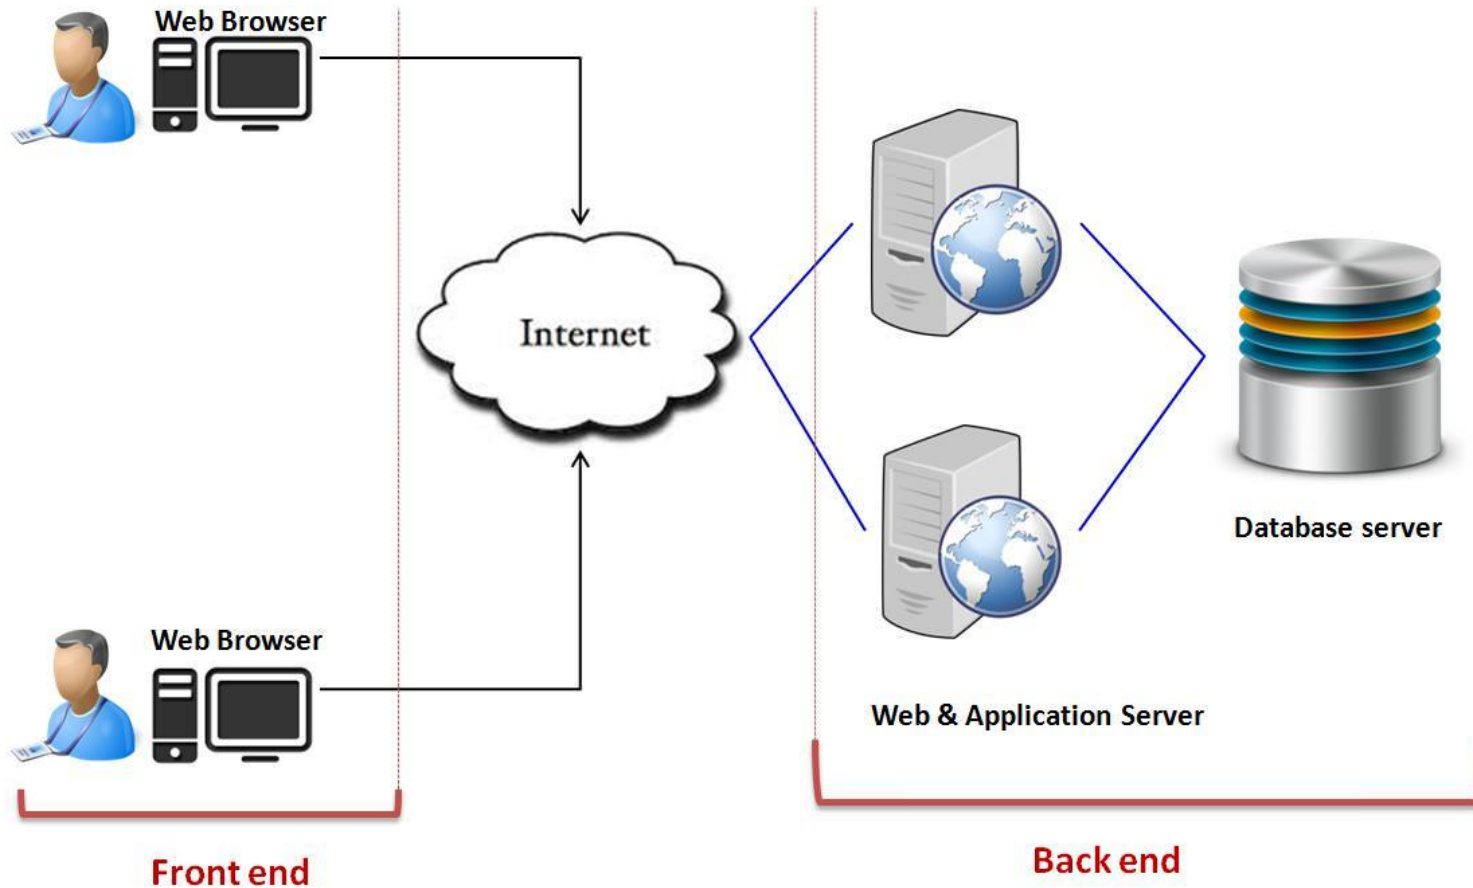 Web Browser
Internet
Database server
Web Browser
Web & Application Server
Front end
Back end